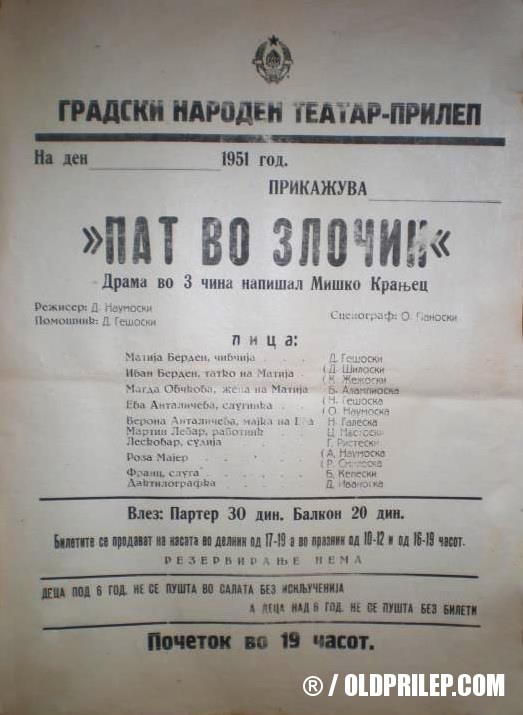 ГРАДСКИ НАРОДЕН ТЕАТАР-ПРИЛЕП
На ден 1951 год.
ПРИКАЖУВА
»ПАТ ВО ЗЛОЧИН«
Драма во 3 чина напишал Мишко Крањец
Режисер: Д. Наумоски
Помошник: Д. Гешоски
Сценограф: О. Паноски
Лица:
Матија Берден, чивчија . . . : Д. Гешоски
Иван Берден, татко на Матија . (Д. Шилоски
(К. Жежоски
Магда Обчкова, жена на Матија Б. Алампиоска
Ева Анталичева, слугинка . . . (Н. Гешоска
(О. Наумоска
Верона Анталичева, мајка на Ева Н. Галеска
Мартин Лебар, работник . . . Ц. Настоски
Лесковар, судија . . . Г. Ристески
Роза Мајер . . . (А. Наумоска
(Р. Смилеска
Франц, слуга . . . Б. Кепески
Дактилографка . . . Д. Иваноска
Влез: Партер 30 дин. Балкон 20 дин.
Билетите се продават на касата во делник од 17-19 а во празник од 10-12 и од 16-19 часот.
РЕЗЕРВИРАЊЕ НЕМА
ДЕЦА ПОД 6 ГОД. НЕ СЕ ПУШТА ВО САЛАТА БЕЗ ИСКЉУЧЕНИЈА
А ДЕЦА НАД 6 ГОД. НЕ СЕ ПУШТА БЕЗ БИЛЕТИ
Почеток во 19 часот.
® / OLDPRILEP.COM